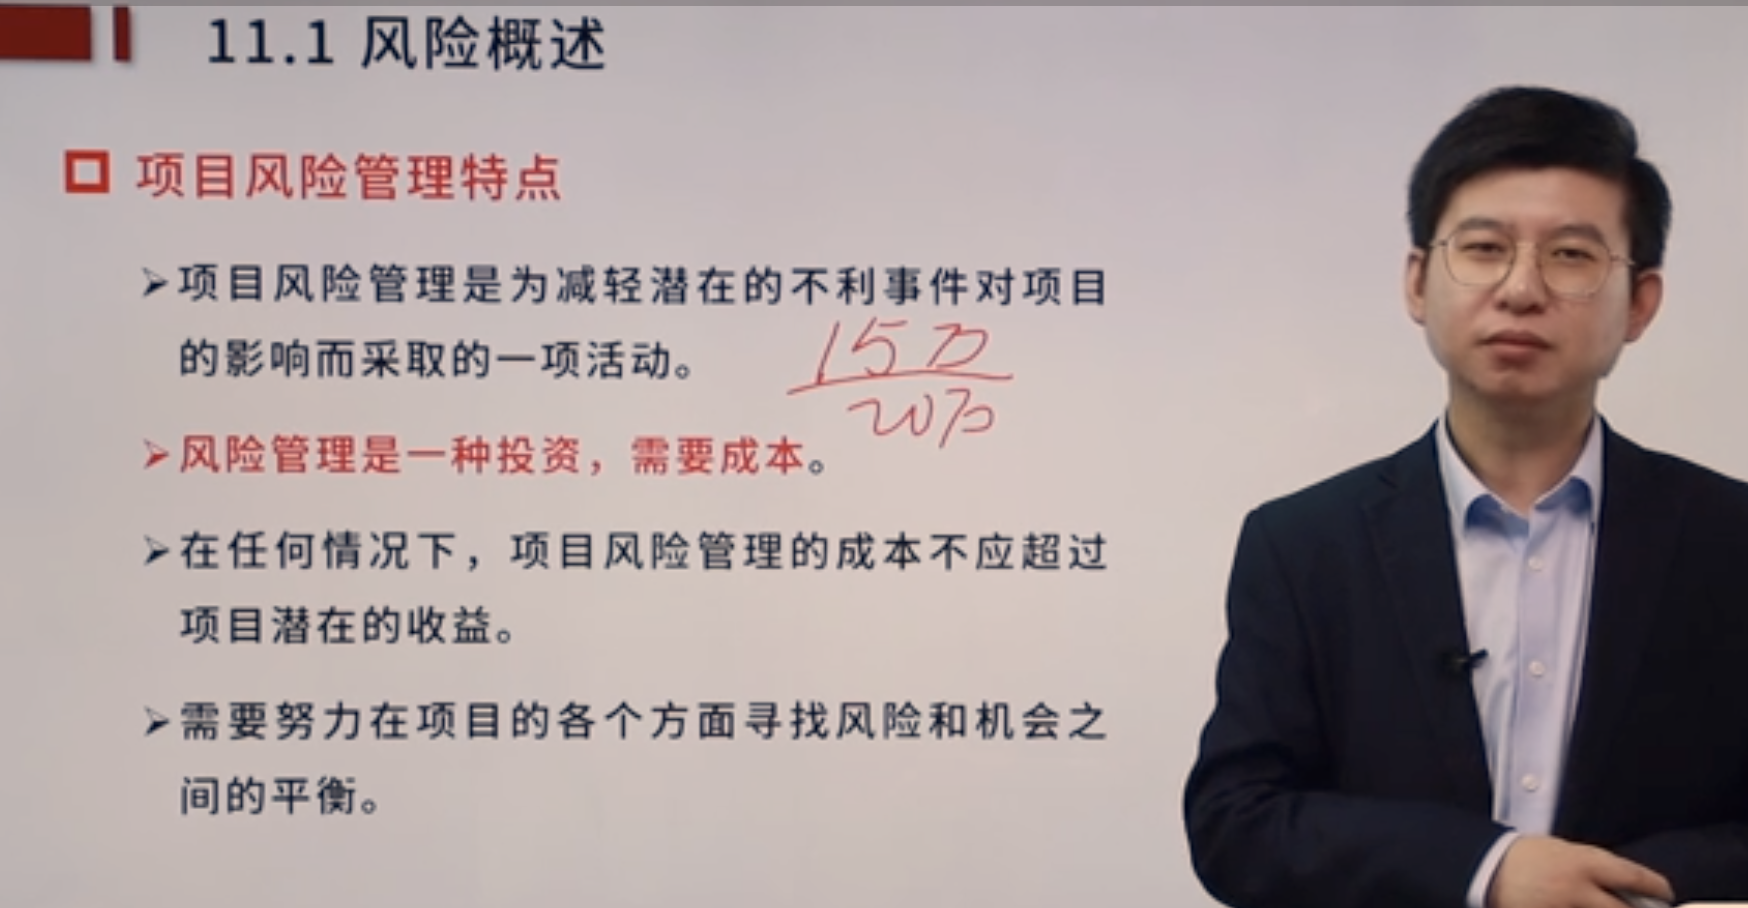 11.1 风险概述
项目风险管理特点
项目风险管理是为减轻潜在的不利事件对项目
的影响而采取的一项活动。
15万
20万
风险管理是一种投资，需要成本。
在任何情况下，项目风险管理的成本不应超过
项目潜在的收益。
需要努力在项目的各个方面寻找风险和机会之
间的平衡。